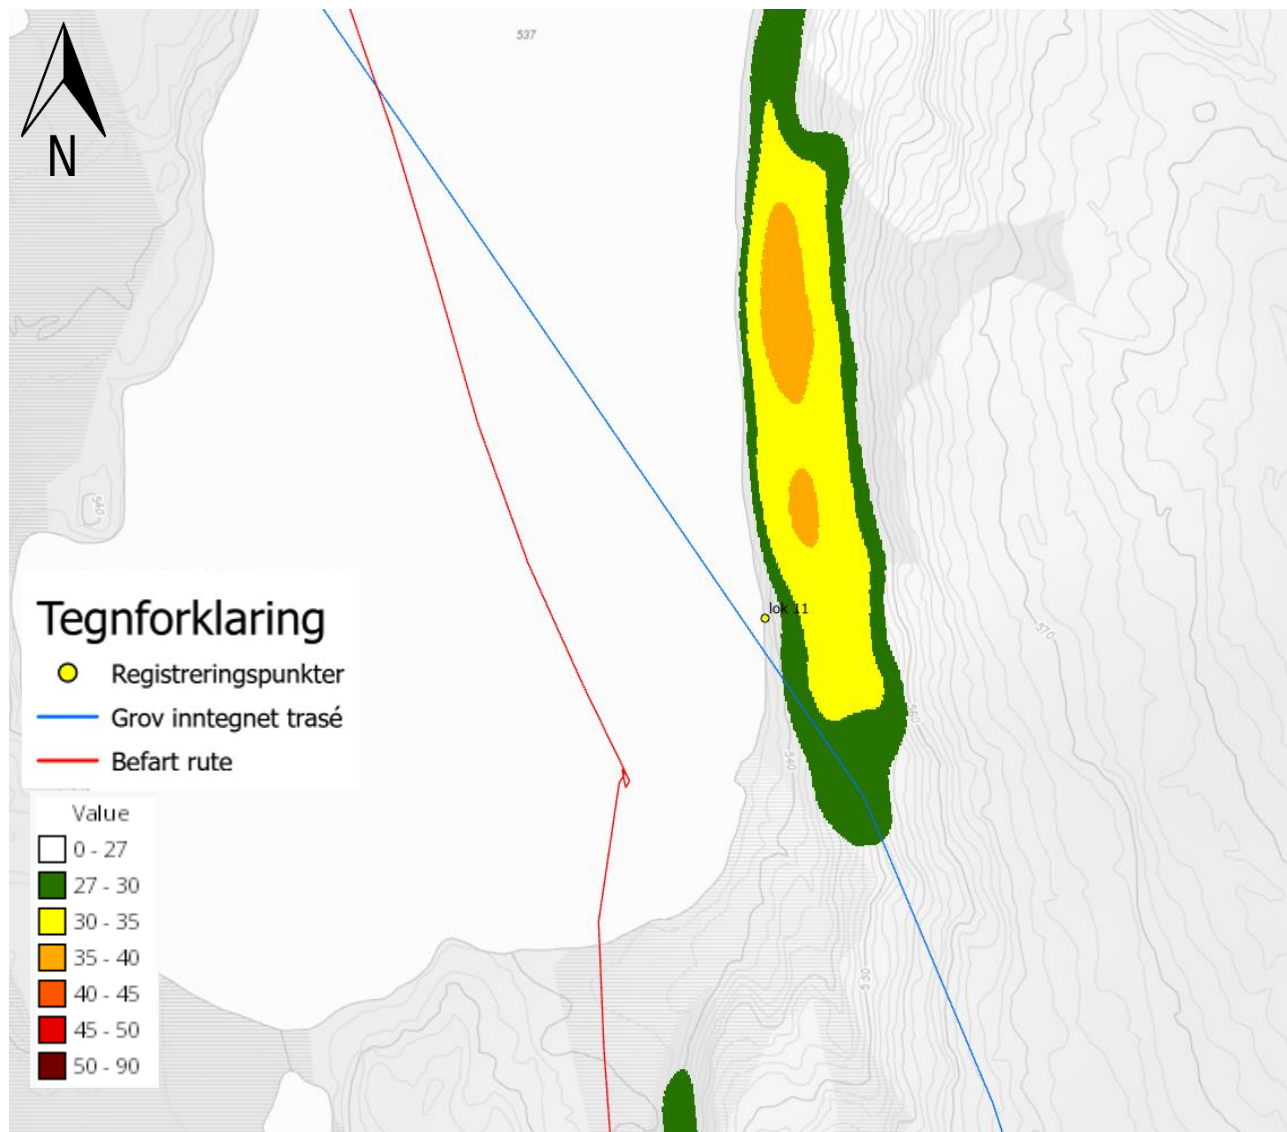 537
N
540
lok 11
Tegnforklaring
Registreringspunkter
570
Grov inntegnet trasé
560
Befart rute
540
Value
0 - 27
27 - 30
30 - 35
35 - 40
550
40 - 45
45 - 50
50 - 90